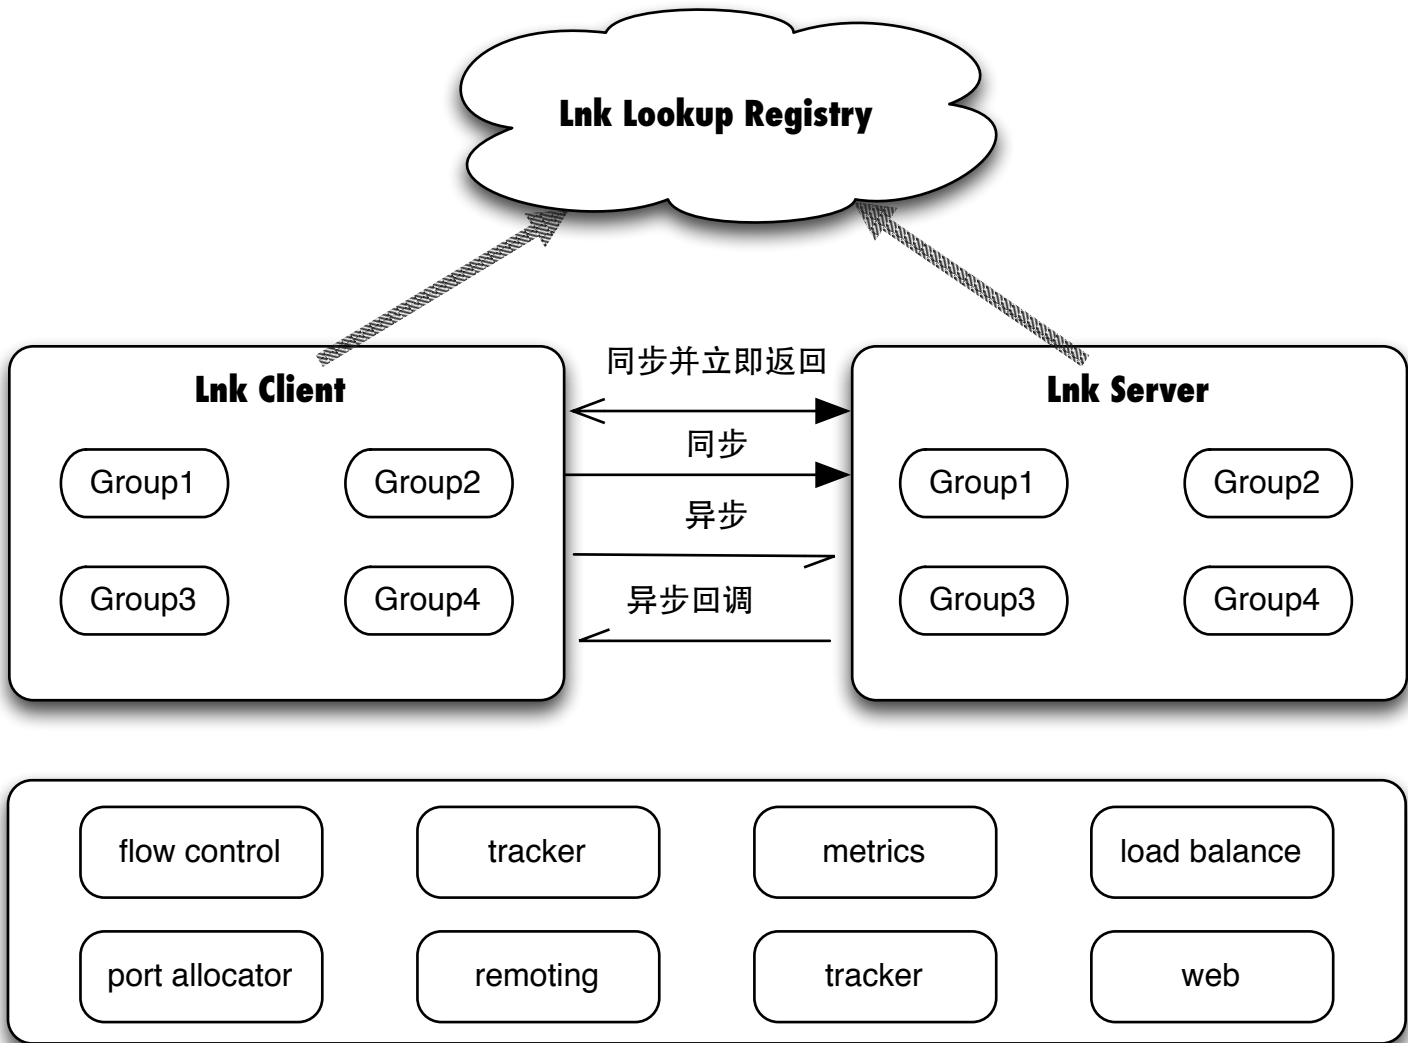 Lnk Lookup Registry
Lnk Client
Group1
Group2
Group3
Group4
同步并立即返回
同步
异步
异步回调
Lnk Server
Group1
Group2
Group3
Group4
flow control
tracker
metrics
load balance
port allocator
remoting
tracker
web